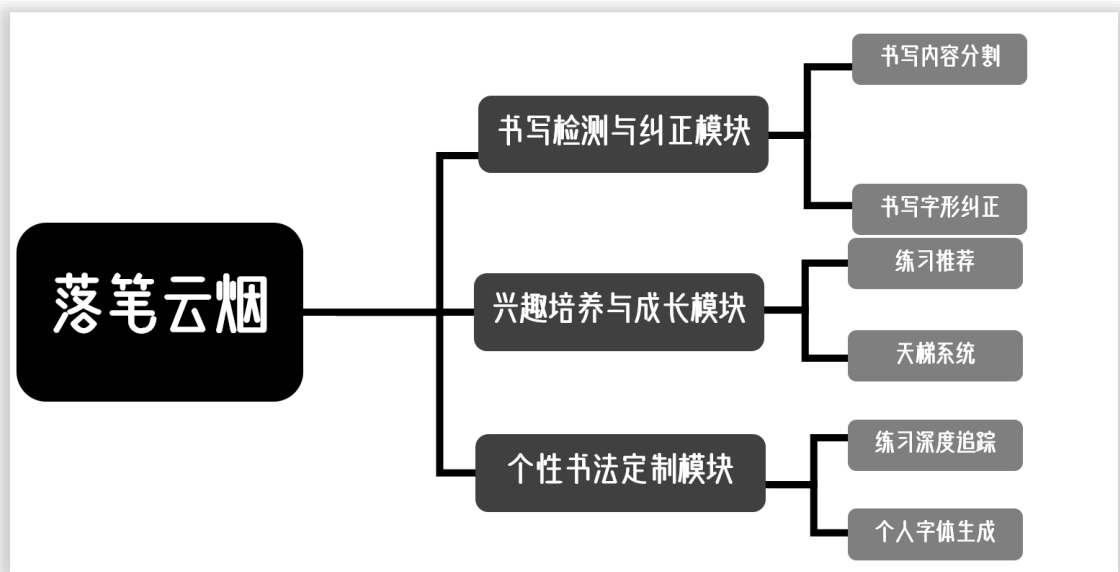 落笔云烟
书写检测与纠正模块
书写内容分割
书写字形纠正
兴趣培养与成长模块
练习推荐
天梯系统
个性书法定制模块
练习深度追踪
个人字体生成